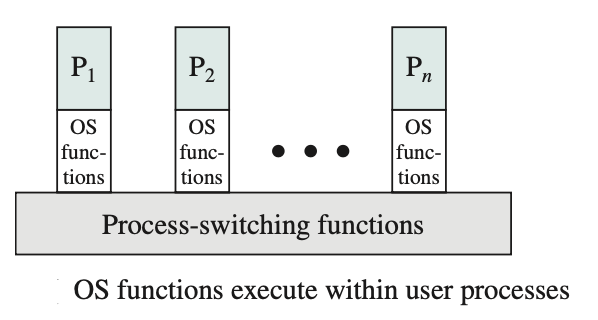 P1 P2 Pn
OS OS OS
func- func- func-
tions tions tions
Process-switching functions
OS functions execute within user processes